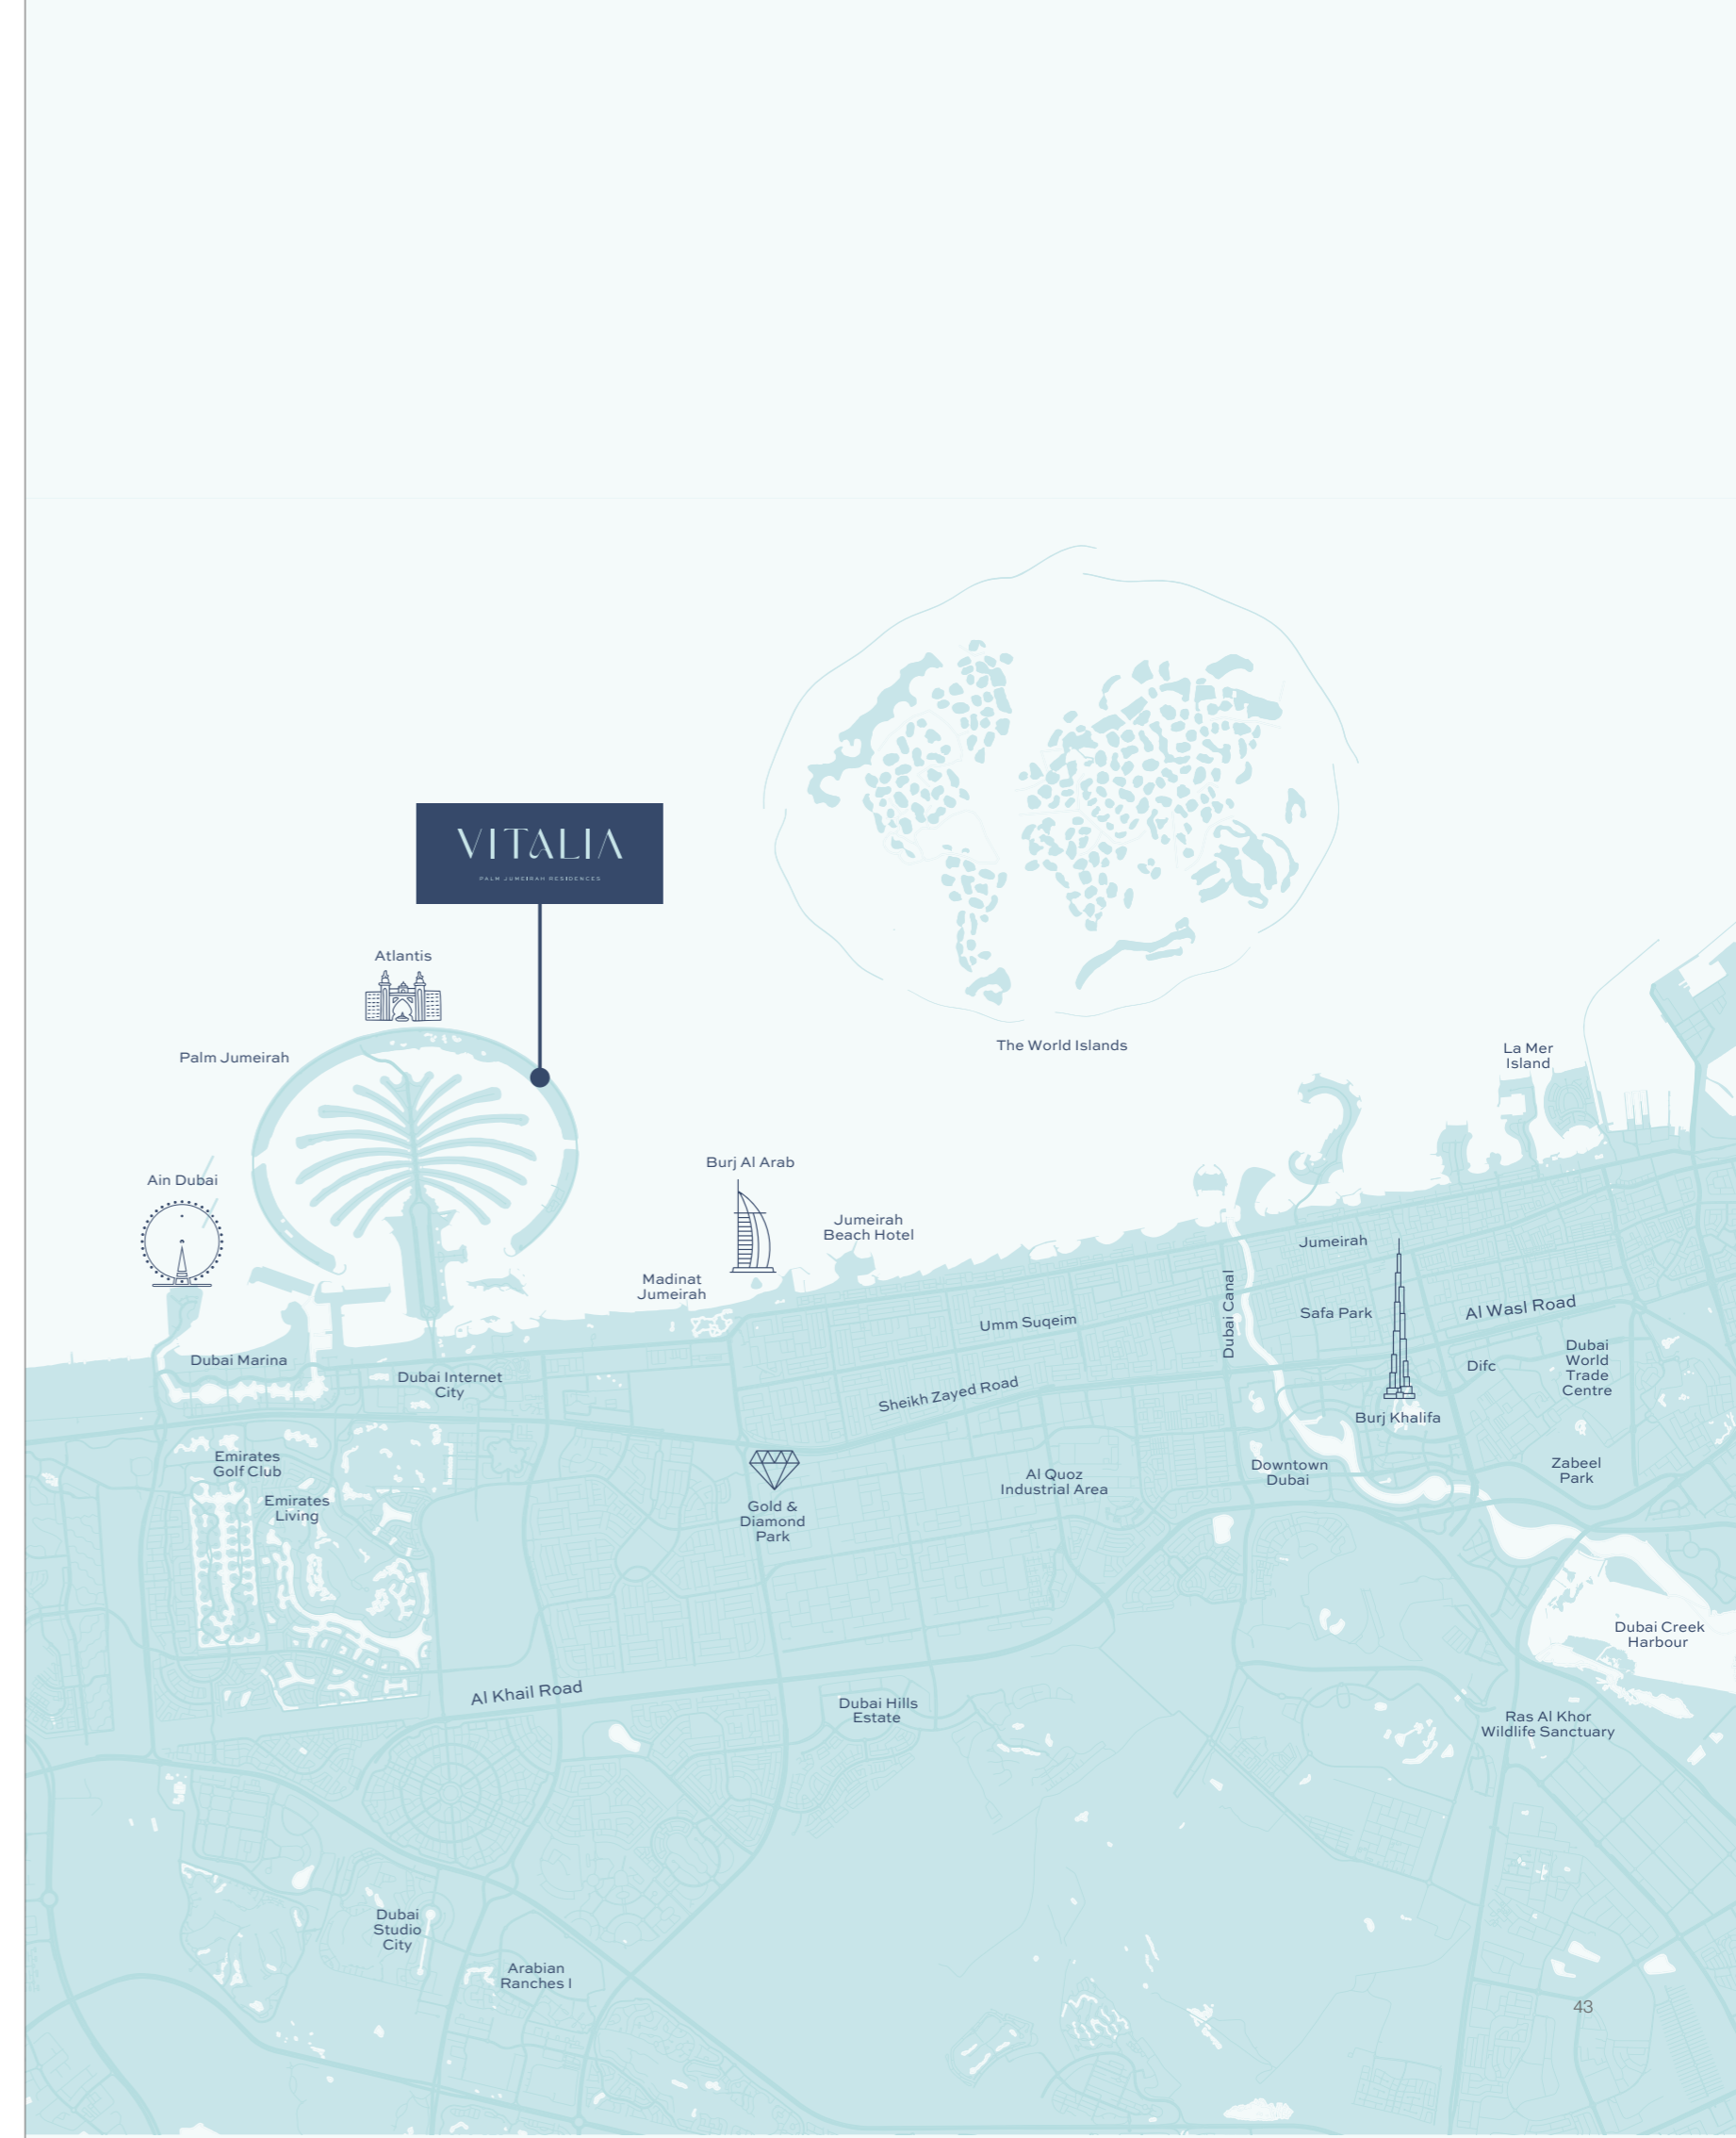 VITALIA
PALM JUMEIRAH RESIDENCES
Atlantis
Palm Jumeirah
The World Islands
La Mer
Island
Ain Dubai
Burj Al Arab
Jumeirah
Beach Hotel
Madinat
Jumeirah
Jumeirah
Dubai Canal
Safa Park
Al Wasl Road
Umm Suqeim
Dubai Marina
Dubai Internet
City
Sheikh Zayed Road
Difc
Dubai
World
Trade
Centre
Burj Khalifa
Emirates
Golf Club
Emirates
Living
Gold &
Diamond
Park
Al Quoz
Industrial Area
Downtown
Dubai
Zabeel
Park
Dubai Creek
Harbour
Al Khail Road
Dubai Hills
Estate
Ras Al Khor
Wildlife Sanctuary
Dubai
Studio
City
Arabian
Ranches I
43